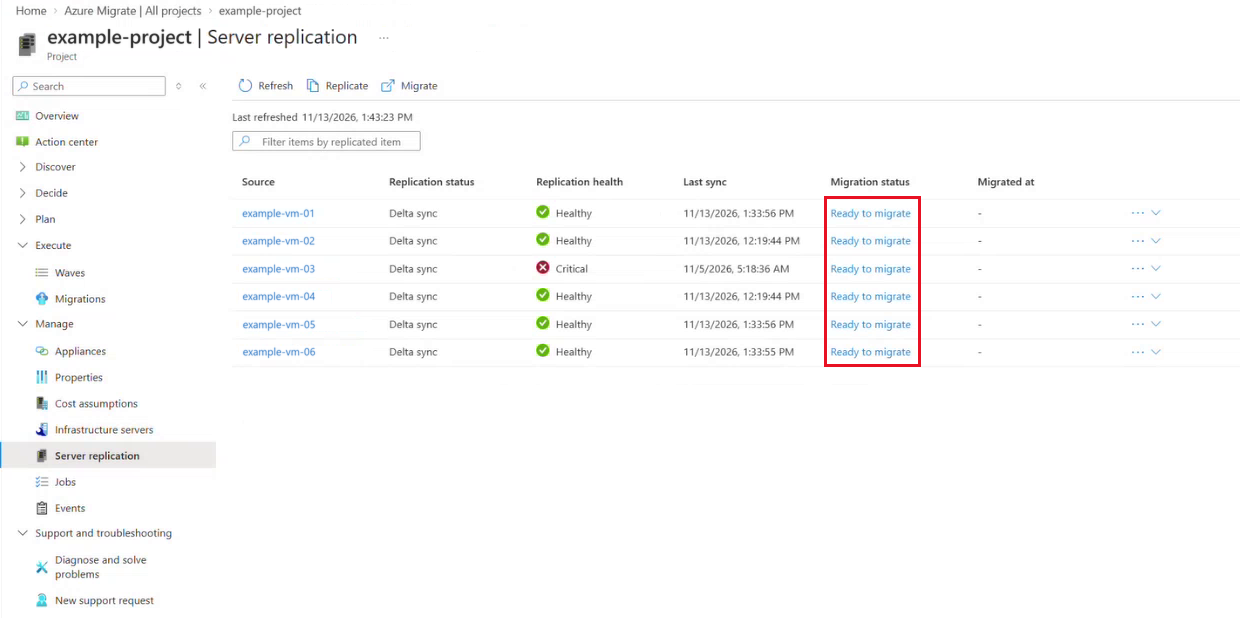 Home > Azure Migrate | All projects > example-project
example-project | Server replication ...
Project
Search
Overview
Action center
Discover
Decide
Plan
Execute
Waves
Migrations
Manage
Appliances
Properties
Cost assumptions
Infrastructure servers
Server replication
Jobs
Events
Support and troubleshooting
Diagnose and solve
problems
New support request
Refresh Replicate Migrate
Last refreshed 11/13/2026, 1:43:23 PM
Filter items by replicated item
Source Replication status Replication health Last sync Migration status Migrated at
example-vm-01 Delta sync Healthy 11/13/2026, 1:33:56 PM Ready to migrate - ...
example-vm-02 Delta sync Healthy 11/13/2026, 12:19:44 PM Ready to migrate - ...
example-vm-03 Delta sync Critical 11/5/2026, 5:18:36 AM Ready to migrate - ...
example-vm-04 Delta sync Healthy 11/13/2026, 12:19:44 PM Ready to migrate - ...
example-vm-05 Delta sync Healthy 11/13/2026, 1:33:56 PM Ready to migrate - ...
example-vm-06 Delta sync Healthy 11/13/2026, 1:33:55 PM Ready to migrate - ...